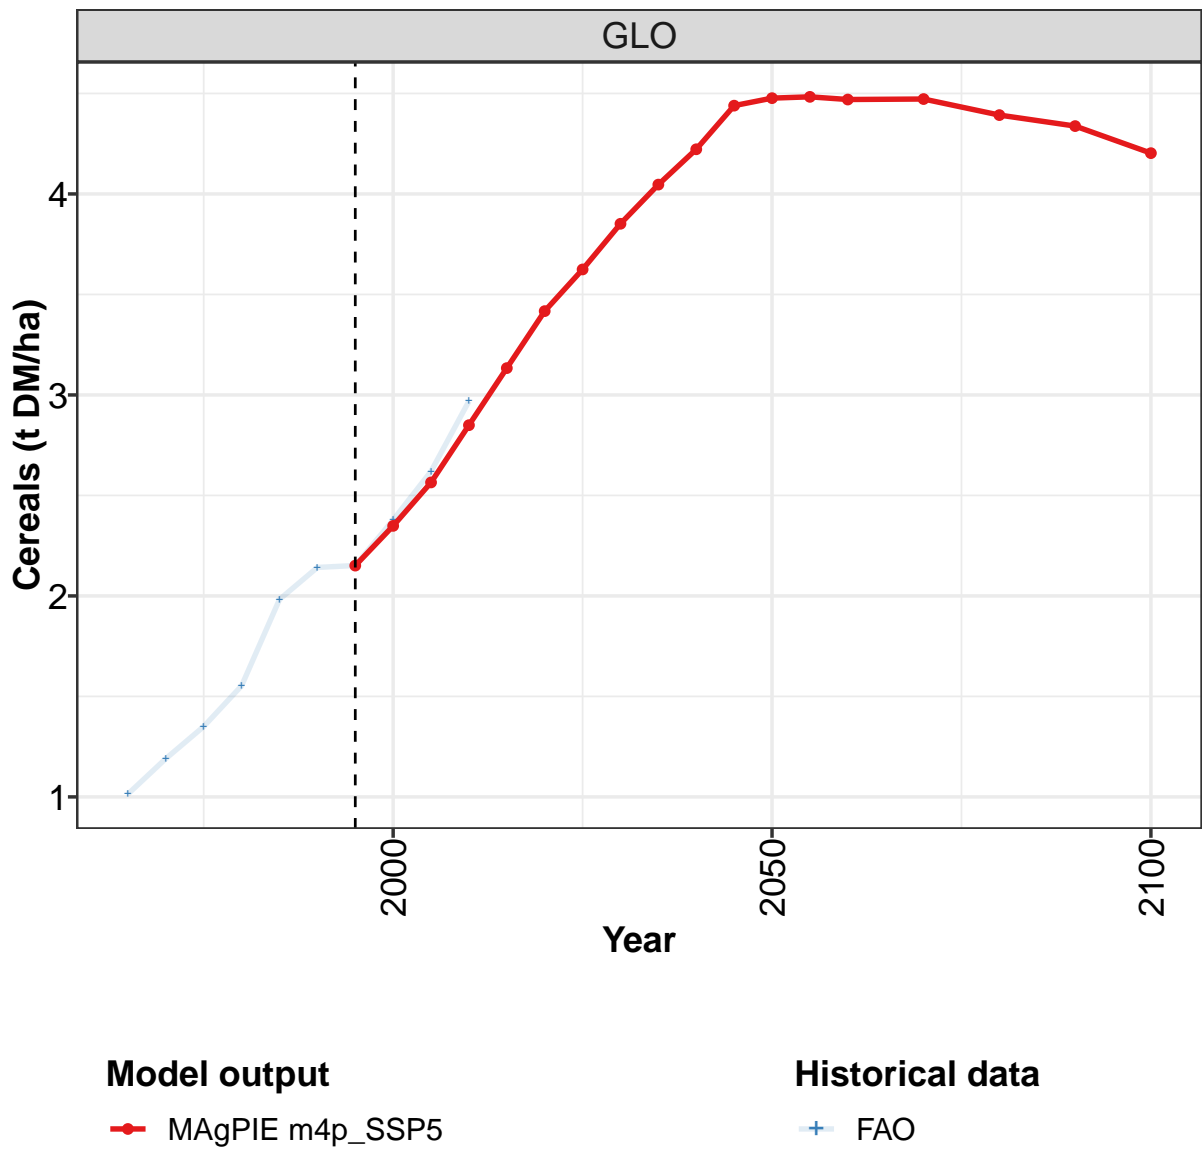 GLO
Cereals (t DM/ha)
4
3
2
1
2000
2050
2100
Year
Model output
Historical data
MAgPIE m4p_SSP5
FAO